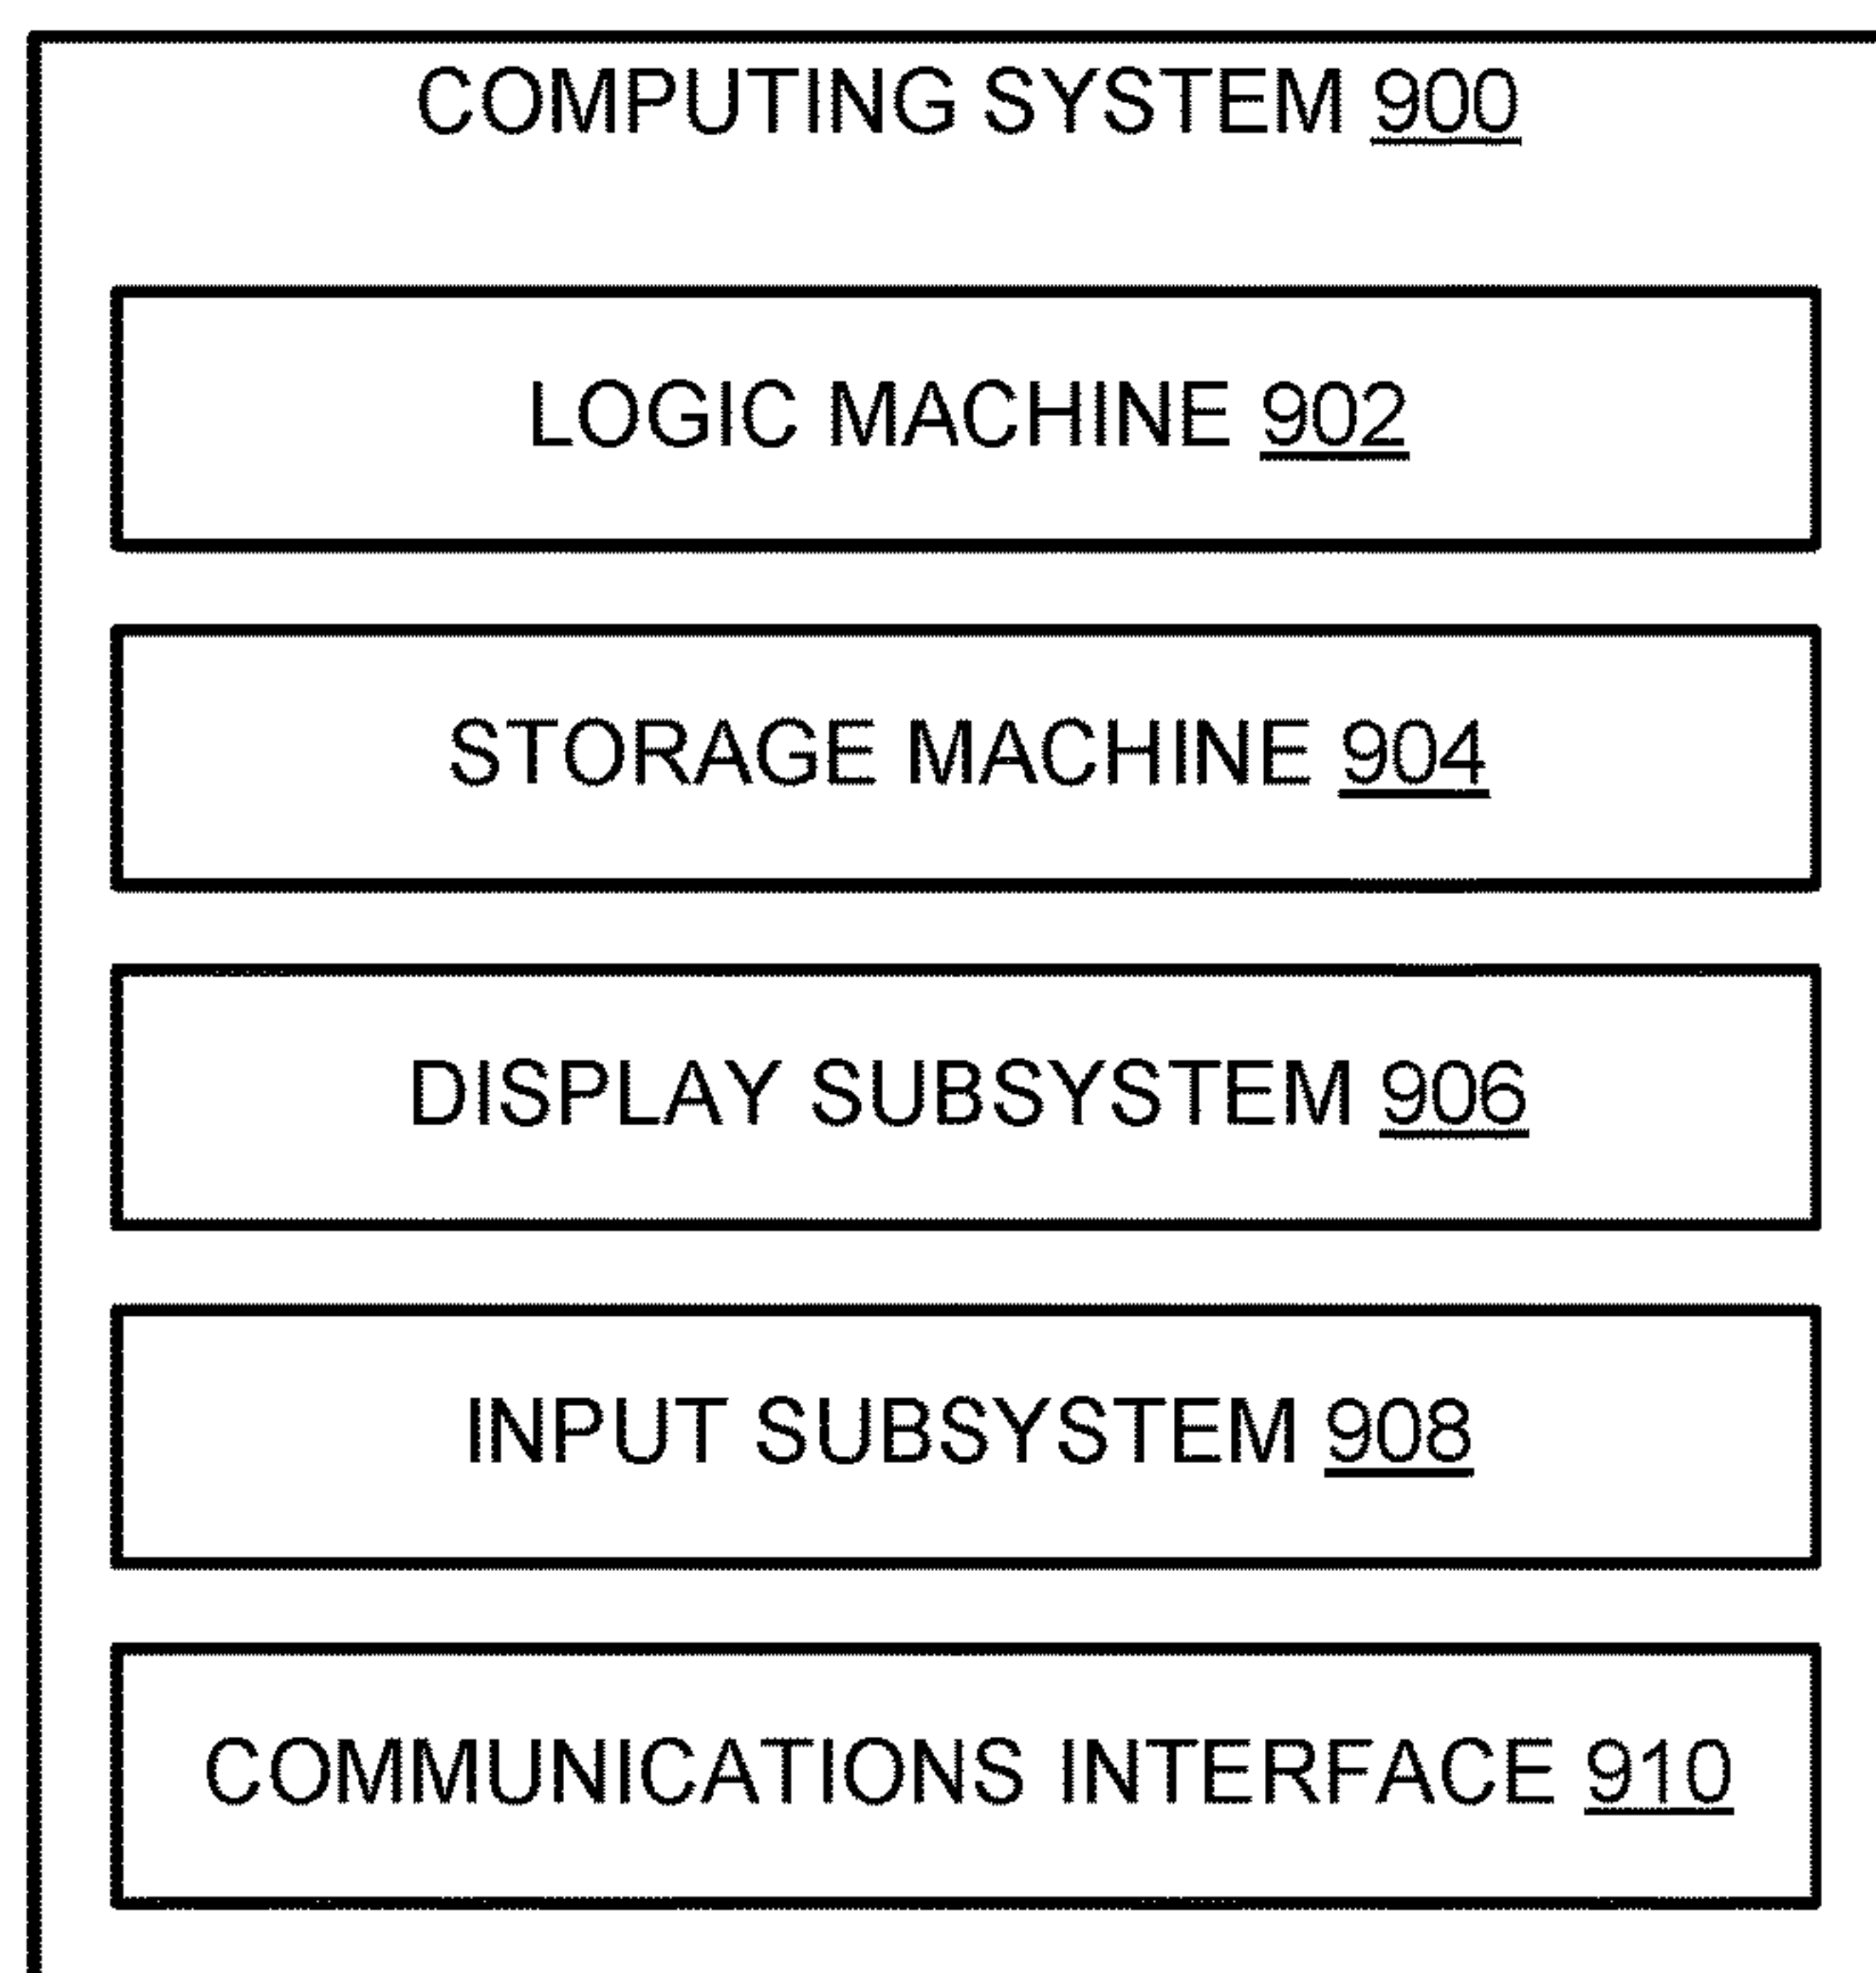 COMPUTING SYSTEM 900
LOGIC MACHINE 902
STORAGE MACHINE 904
DISPLAY SUBSYSTEM 906
INPUT SUBSYSTEM 908
COMMUNICATIONS INTERFACE 910